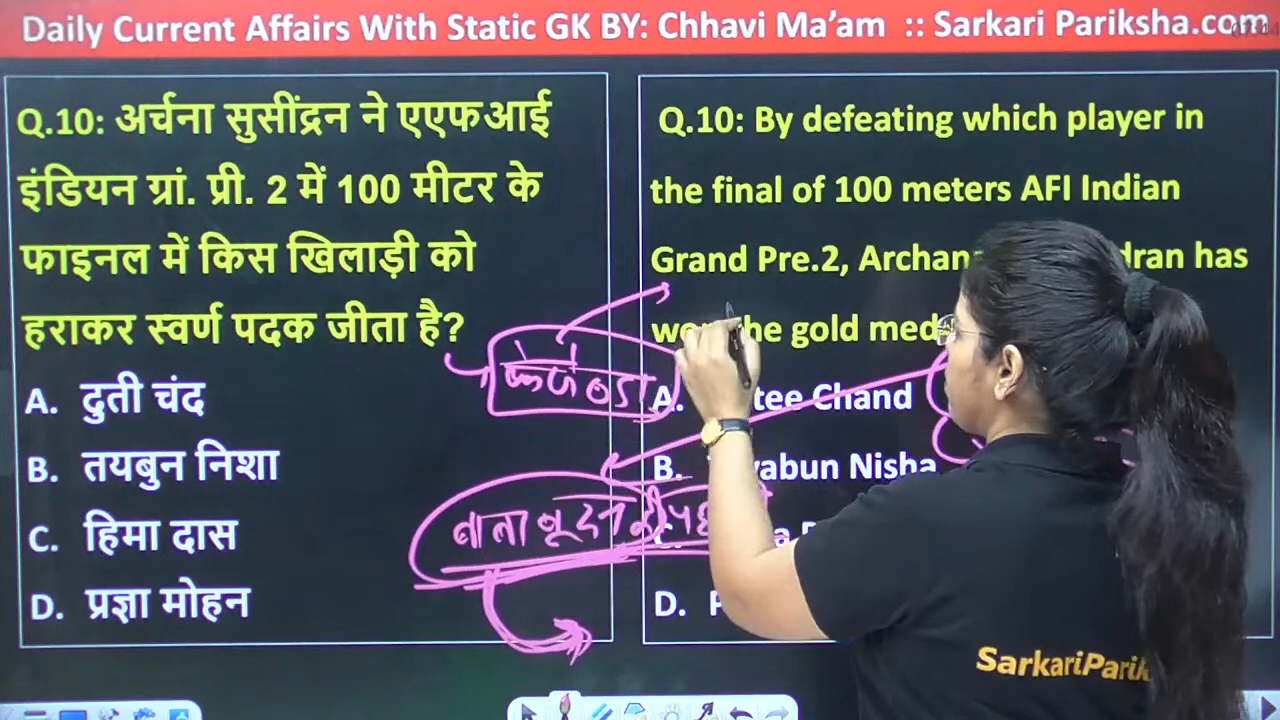 Daily Current Affairs With Static GK BY: Chhavi Ma'am :: Sarkari Pariksha.com
Q.10: अर्चना सुसींद्रन ने एएफआई
इंडियन ग्रां. प्री. 2 में 100 मीटर के
फाइनल में किस खिलाड़ी को
हराकर स्वर्ण पदक जीता है?
A. दुती चंद
B. तयबुन निशा
C. हिमा दास
D. प्रज्ञा मोहन
Q.10: By defeating which player in
the final of 100 meters AFI Indian
Grand Pre.2, Archana dran has
the gold med
A. tee Chand
B. yabun Nisha
C.
D. P
SarkariParik